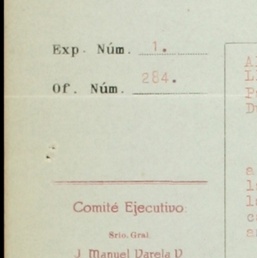 Exp. Núm. 1.
Of. Núm. 284.
Comité Ejecutivo:
Srio. Gral.
J. Manuel Varela V